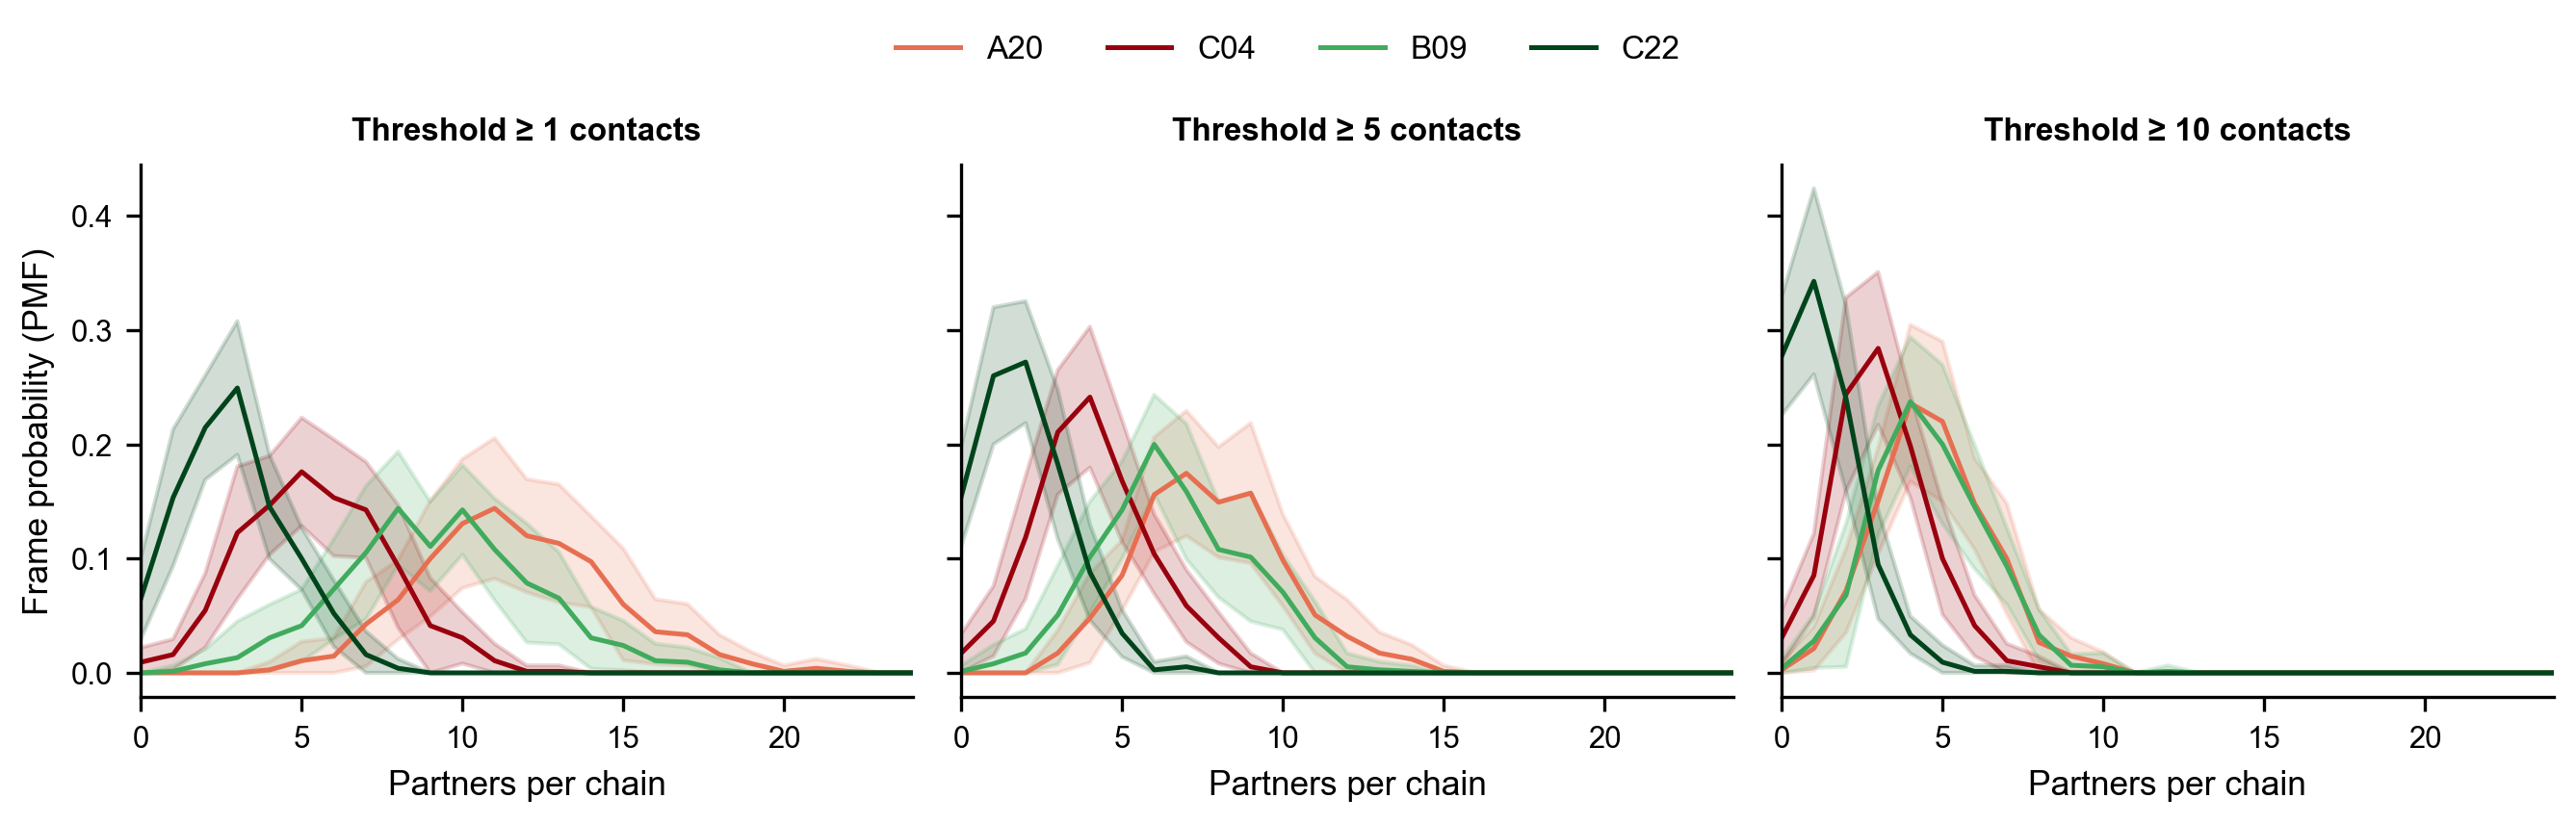 A20 C04 B09 C22
Threshold ≥ 1 contacts
Threshold ≥ 5 contacts
Threshold ≥ 10 contacts
Frame probability (PMF)
0.4
0.3
0.2
0.1
0.0
0 5 10 15 20
0 5 10 15 20
0 5 10 15 20
Partners per chain
Partners per chain
Partners per chain